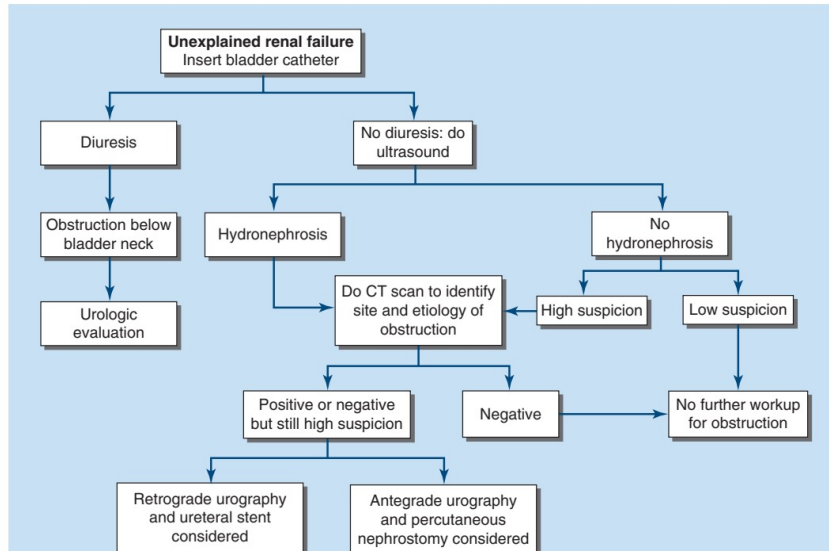 Unexplained renal failure
Insert bladder catheter
Diuresis
No diuresis: do
ultrasound
Obstruction below
bladder neck
Hydronephrosis
No
hydronephrosis
Urologic
evaluation
Do CT scan to identify
site and etiology of
obstruction
High suspicion
Low suspicion
Positive or negative
but still high suspicion
Negative
No further workup
for obstruction
Retrograde urography
and ureteral stent
considered
Antegrade urography
and percutaneous
nephrostomy considered